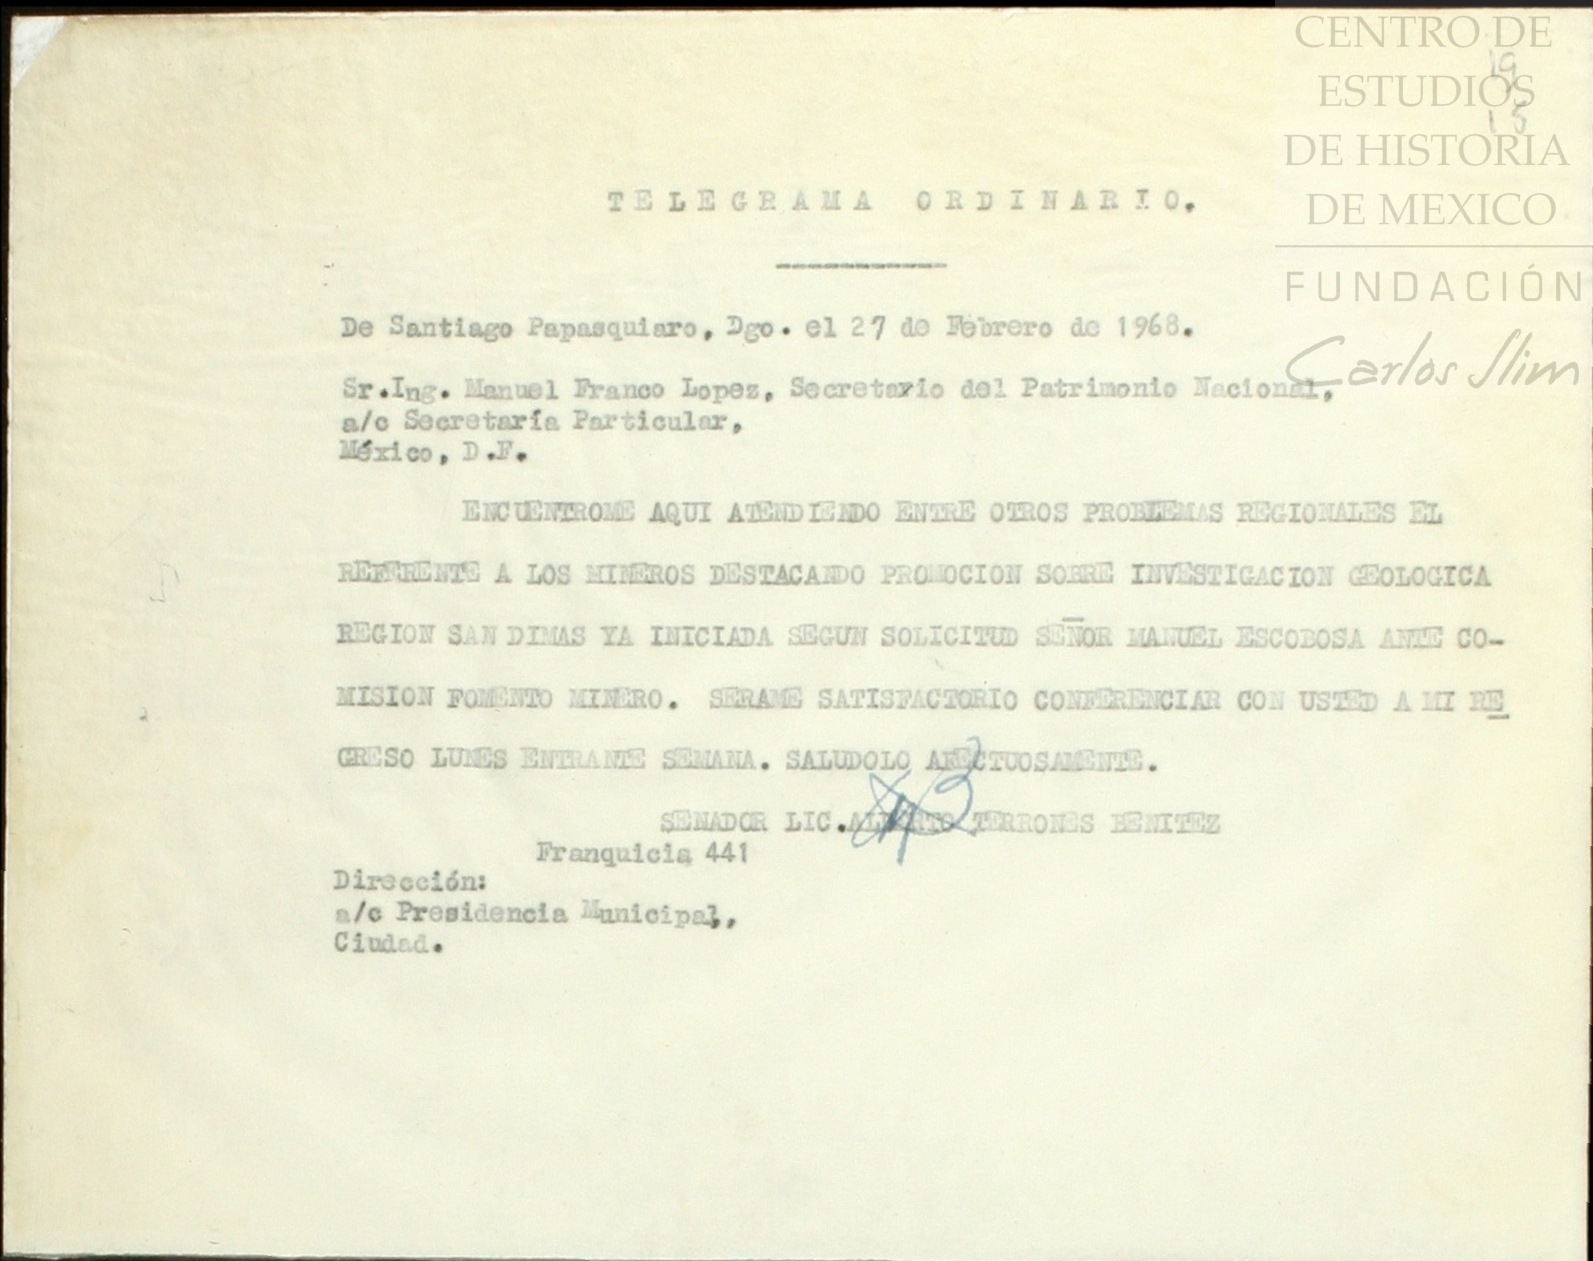 CENTRO DE
ESTUDIOS
DE HISTORIA
DE MEXICO
FUNDACIÓN
Carlos Slim
19
15
TELEGRAMA ORDINARIO.
De Santiago Papasquiaro, Dgo. el 27 de Febrero de 1968.
Sr.Ing. Manuel Franco Lopez, Secretario del Patrimonio Nacional,
a/c Secretaría Particular,
México, D.F.
ENCUENTROME AQUI ATENDIENDO ENTRE OTROS PROBLEMAS REGIONALES EL
REFERENTE A LOS MINEROS DESTACANDO PROMOCION SOBRE INVESTIGACION GEOLOGICA
REGION SAN DIMAS YA INICIADA SEGUN SOLICITUD SEÑOR MANUEL ESCOBOSA ANTE CO-
MISION FOMENTO MINERO. SERAME SATISFACTORIO CONFERENCIAR CON USTED A MI RE
GRESO LUNES ENTRANTE SEMANA. SALUDOLO AFECTUOSAMENTE.
SENADOR LIC.ALBERTO TERRONES BENITEZ
Franquicia 441
Dirección:
a/c Presidencia Municipal,
Ciudad.